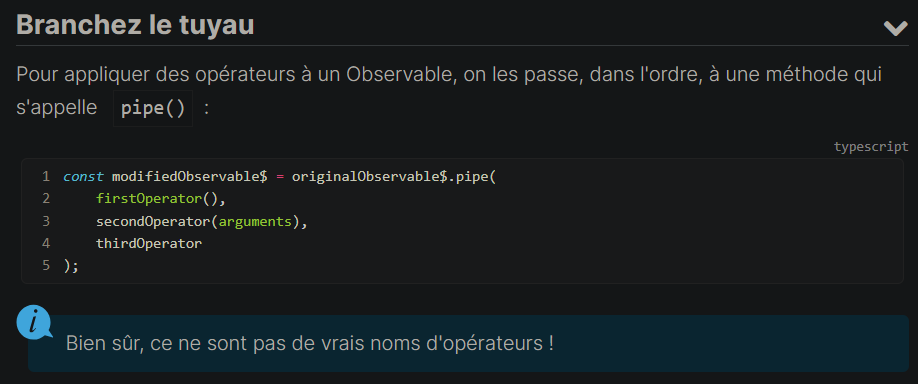 Branchez le tuyau
Pour appliquer des opérateurs à un Observable, on les passe, dans l'ordre, à une méthode qui
s'appelle pipe() :
typescript
1 const modifiedObservable$ = originalObservable$.pipe(
2     firstOperator(),
3     secondOperator(arguments),
4     thirdOperator
5 );
i
Bien sûr, ce ne sont pas de vrais noms d'opérateurs !